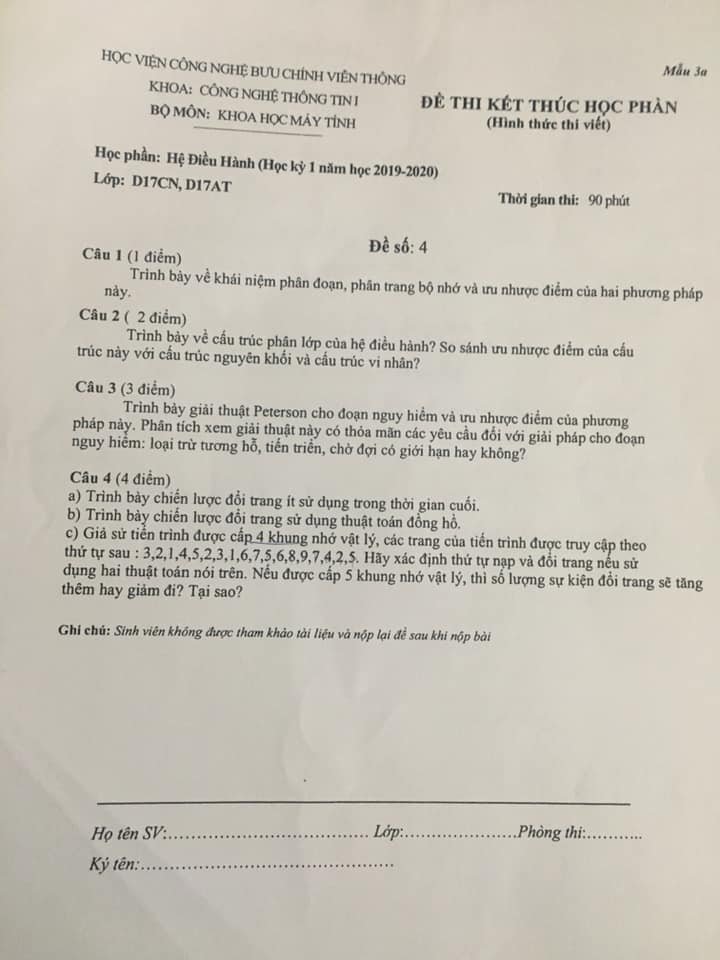 HỌC VIỆN CÔNG NGHỆ BƯU CHÍNH VIỄN THÔNG
KHOA: CÔNG NGHỆ THÔNG TIN I
BỘ MÔN: KHOA HỌC MÁY TÍNH
Mẫu 3a
ĐỀ THI KẾT THÚC HỌC PHẦN
(Hình thức thi viết)
Học phần: Hệ Điều Hành (Học kỳ 1 năm học 2019-2020)
Lớp: D17CN, D17AT
Thời gian thi: 90 phút
Đề số: 4
Câu 1 (1 điểm)
Trình bày về khái niệm phân đoạn, phân trang bộ nhớ và ưu nhược điểm của hai phương pháp
này.
Câu 2 ( 2 điểm)
Trình bày về cấu trúc phân lớp của hệ điều hành? So sánh ưu nhược điểm của cấu
trúc này với cấu trúc nguyên khối và cấu trúc vi nhân?
Câu 3 (3 điểm)
Trình bày giải thuật Peterson cho đoạn nguy hiểm và ưu nhược điểm của phương
pháp này. Phân tích xem giải thuật này có thỏa mãn các yêu cầu đối với giải pháp cho đoạn
nguy hiểm: loại trừ tương hỗ, tiến triển, chờ đợi có giới hạn hay không?
Câu 4 (4 điểm)
a) Trình bày chiến lược đổi trang ít sử dụng trong thời gian cuối.
b) Trình bày chiến lược đổi trang sử dụng thuật toán đồng hồ.
c) Giả sử tiến trình được cấp 4 khung nhớ vật lý, các trang của tiến trình được truy cập theo
thứ tự sau : 3,2,1,4,5,2,3,1,6,7,5,6,8,9,7,4,2,5. Hãy xác định thứ tự nạp và đổi trang nếu sử
dụng hai thuật toán nói trên. Nếu được cấp 5 khung nhớ vật lý, thì số lượng sự kiện đổi trang sẽ tăng
thêm hay giảm đi? Tại sao?
Ghi chú: Sinh viên không được tham khảo tài liệu và nộp lại đề sau khi nộp bài
Họ tên SV:.................................. Lớp:....................Phòng thi:...........
Ký tên:...........................................